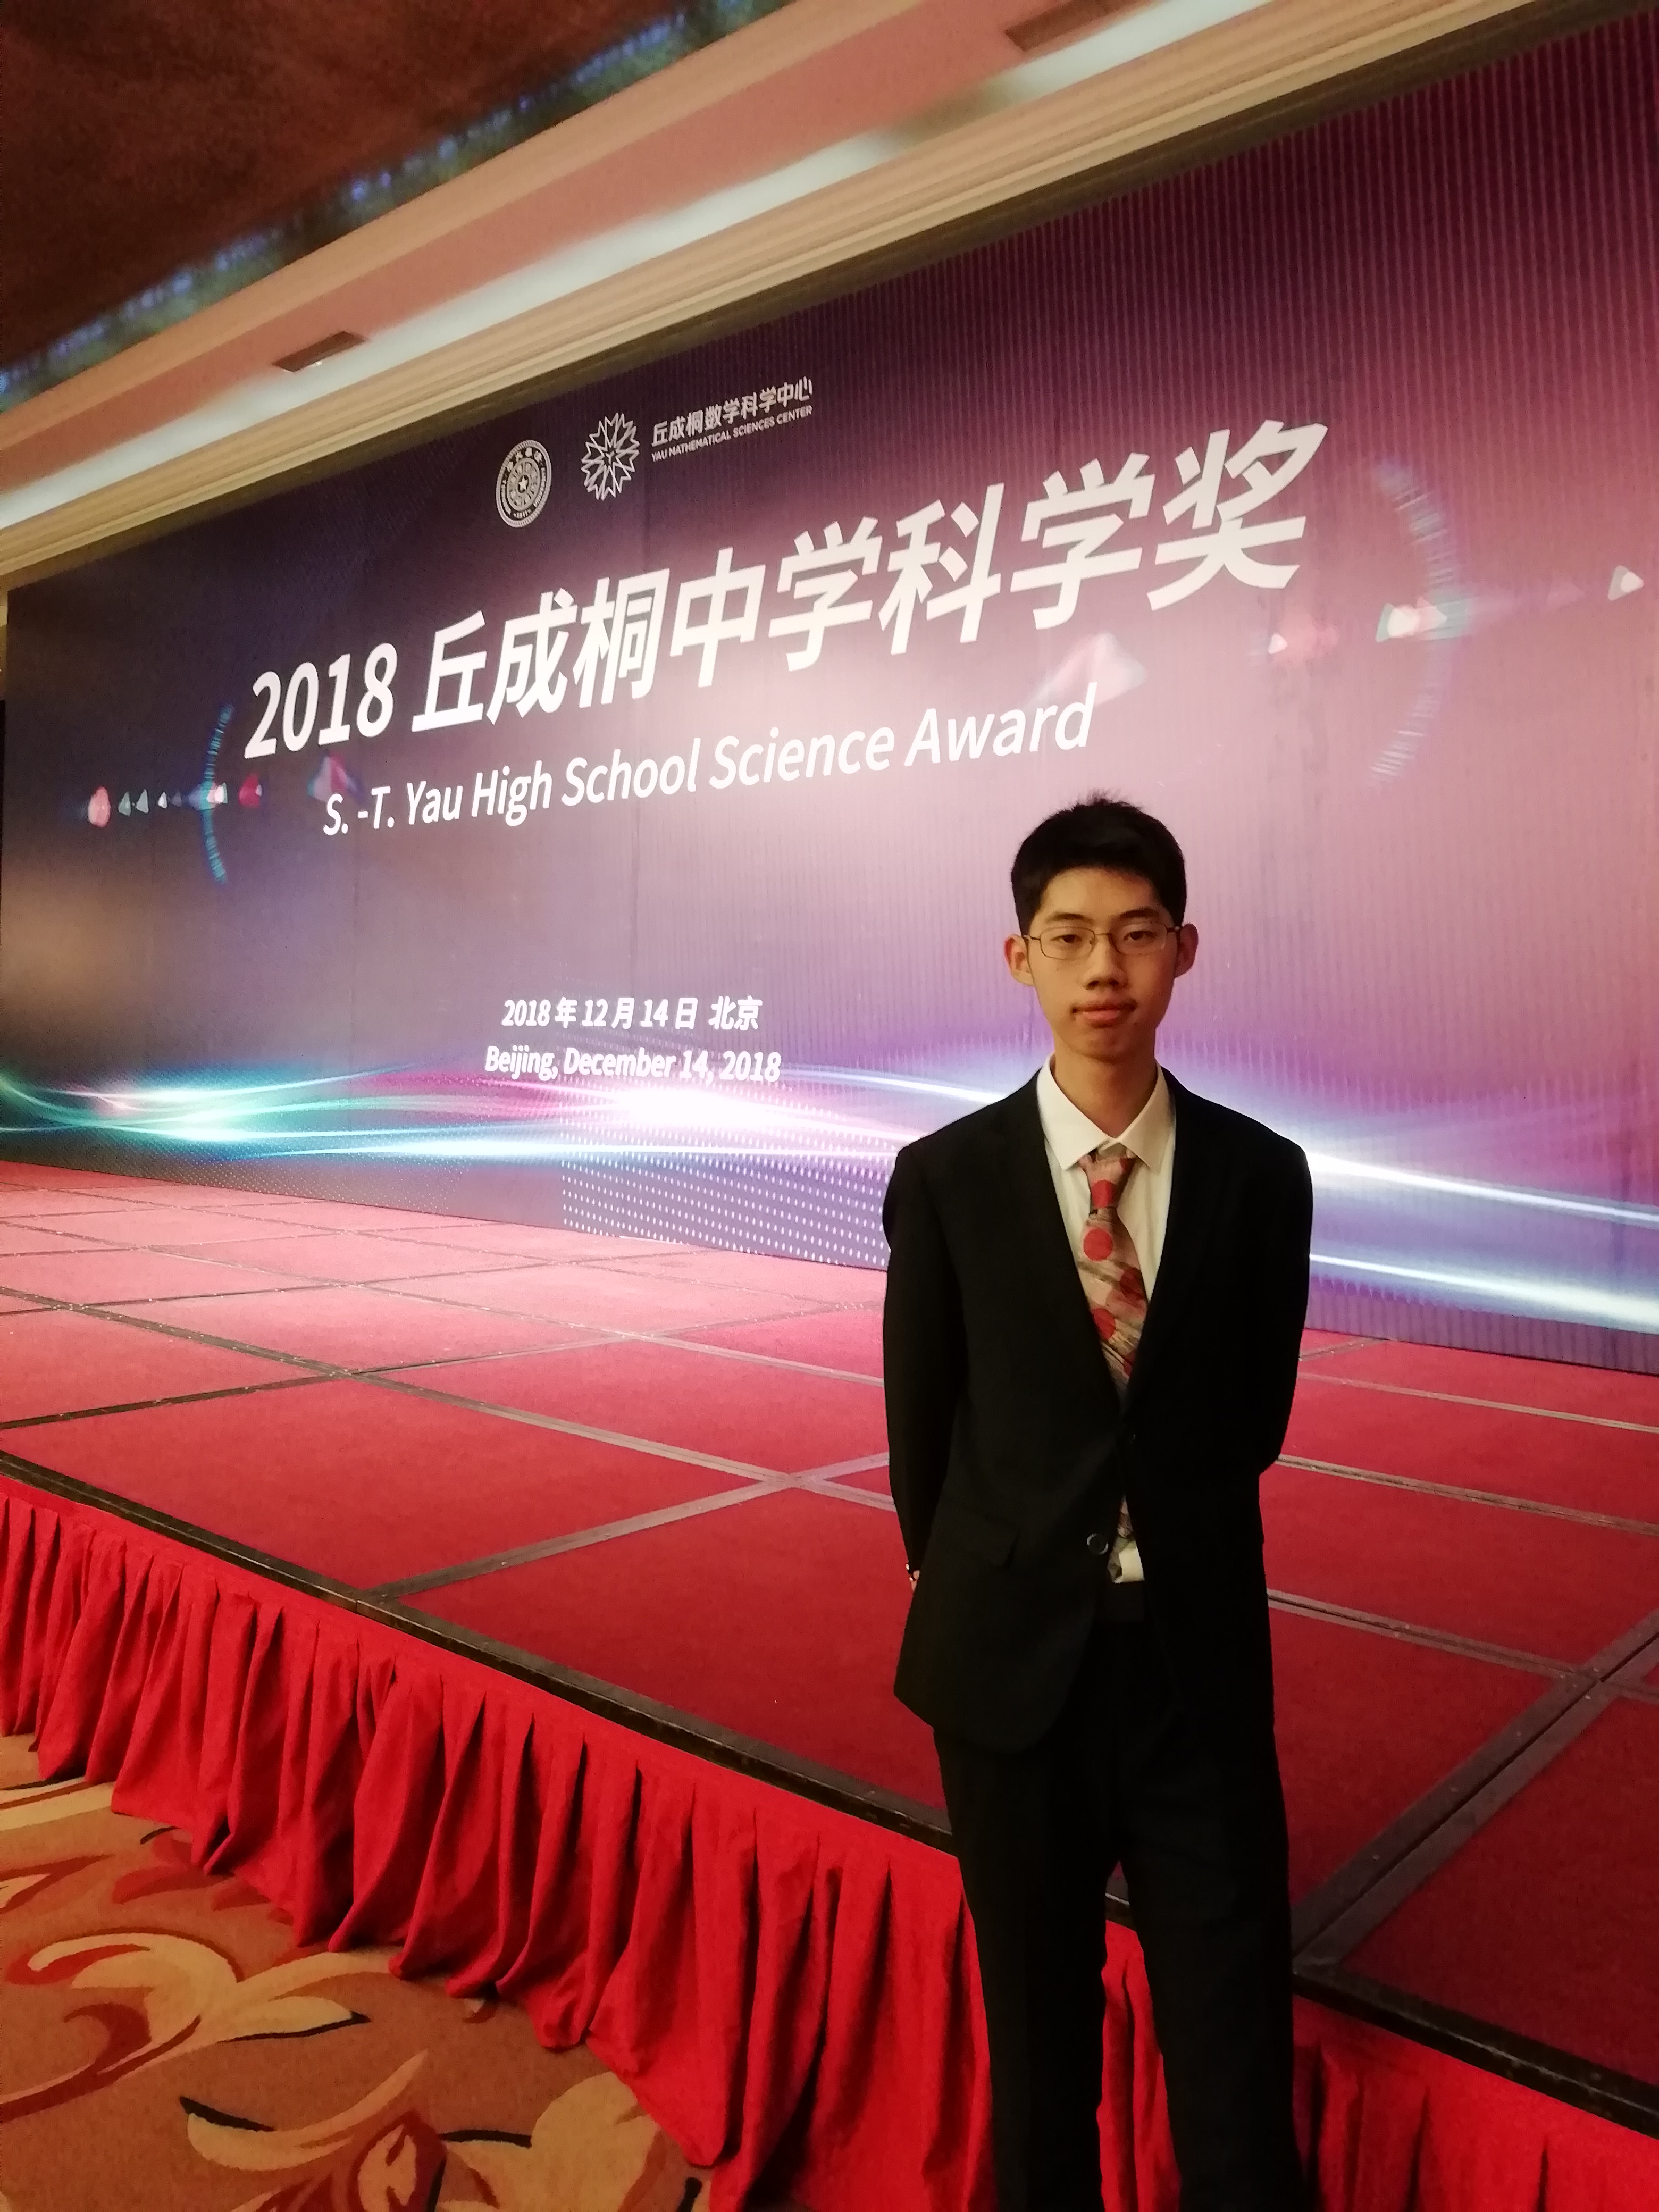 丘成桐数学科学中心
YAU MATHEMATICAL SCIENCES CENTER
2018 丘成桐中学科学奖
S. -T. Yau High School Science Award
2018 年 12 月 14 日 北京
Beijing, December 14, 2018